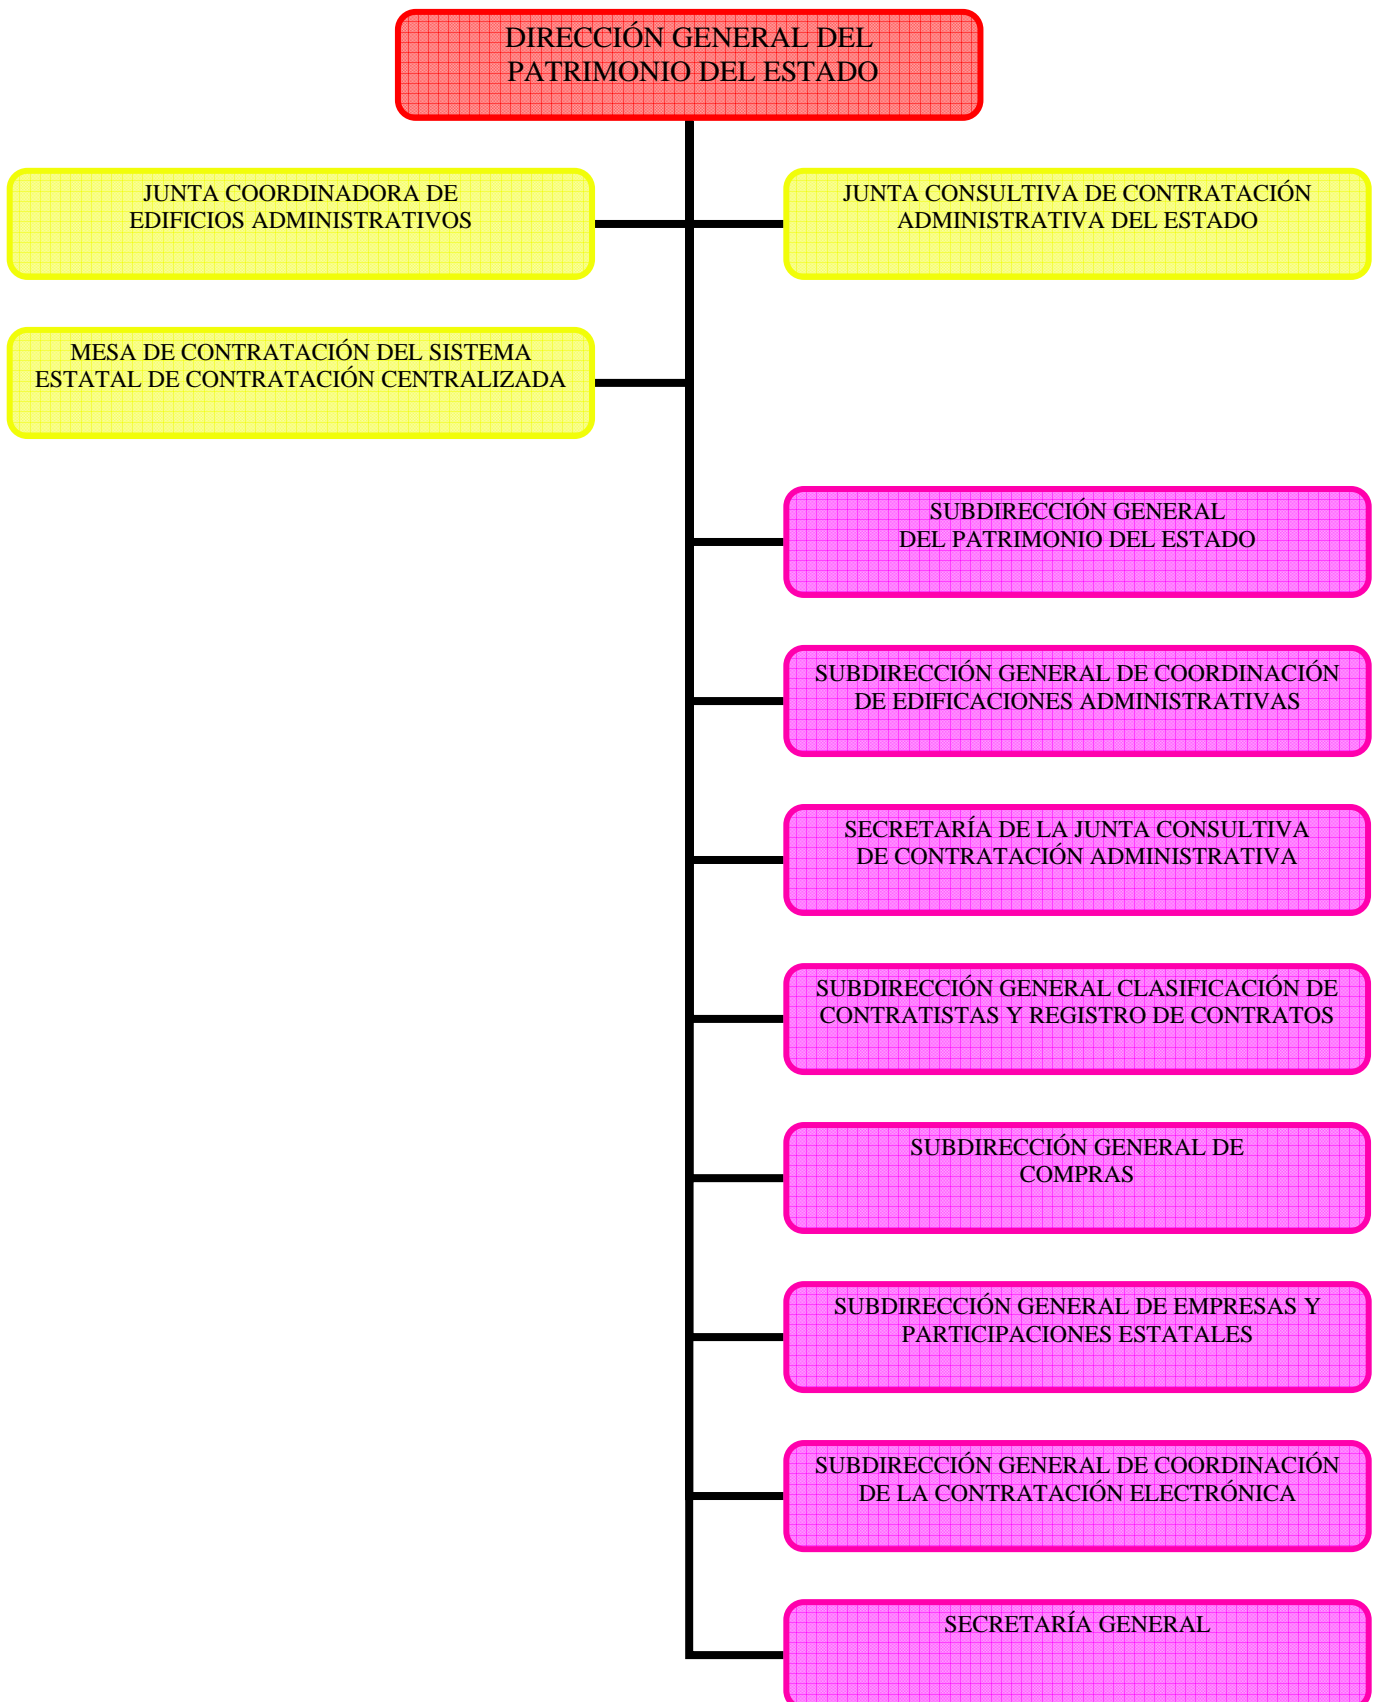 DIRECCIÓN GENERAL DEL
PATRIMONIO DEL ESTADO
JUNTA COORDINADORA DE
EDIFICIOS ADMINISTRATIVOS
JUNTA CONSULTIVA DE CONTRATACIÓN
ADMINISTRATIVA DEL ESTADO
MESA DE CONTRATACIÓN DEL SISTEMA
ESTATAL DE CONTRATACIÓN CENTRALIZADA
SUBDIRECCIÓN GENERAL
DEL PATRIMONIO DEL ESTADO
SUBDIRECCIÓN GENERAL DE COORDINACIÓN
DE EDIFICACIONES ADMINISTRATIVAS
SECRETARÍA DE LA JUNTA CONSULTIVA
DE CONTRATACIÓN ADMINISTRATIVA
SUBDIRECCIÓN GENERAL CLASIFICACIÓN DE
CONTRATISTAS Y REGISTRO DE CONTRATOS
SUBDIRECCIÓN GENERAL DE
COMPRAS
SUBDIRECCIÓN GENERAL DE EMPRESAS Y
PARTICIPACIONES ESTATALES
SUBDIRECCIÓN GENERAL DE COORDINACIÓN
DE LA CONTRATACIÓN ELECTRÓNICA
SECRETARÍA GENERAL